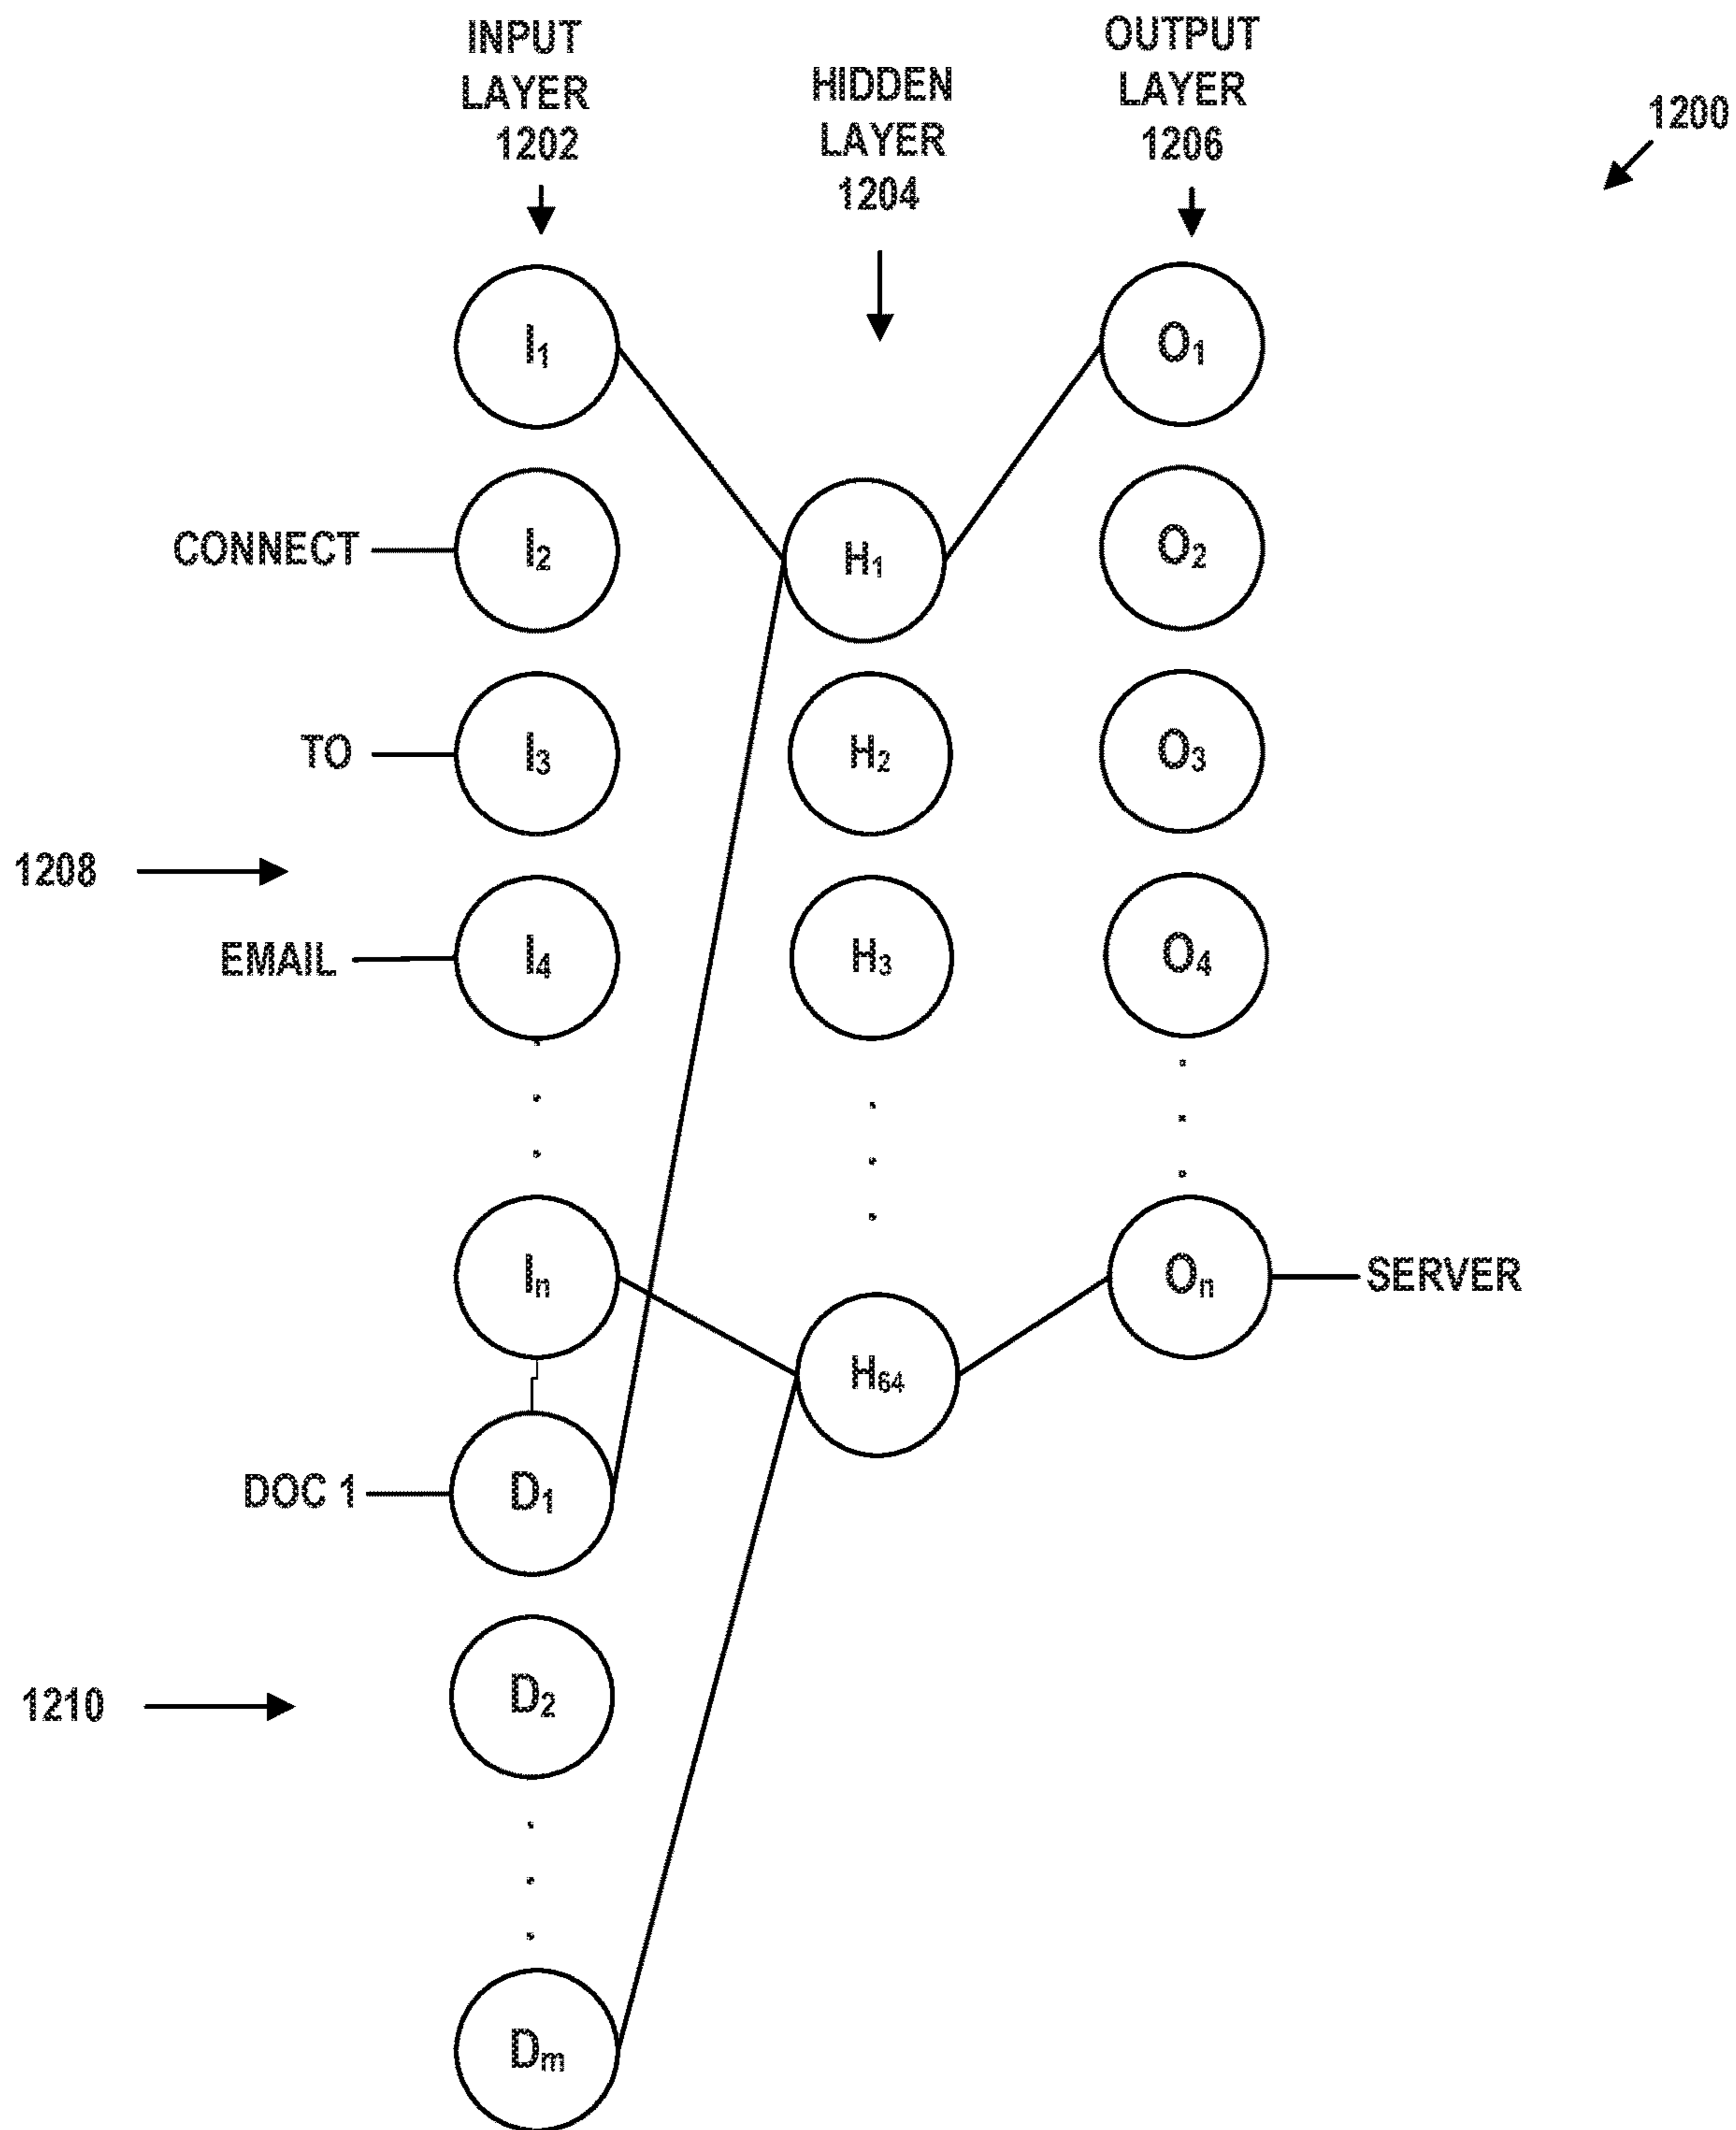 INPUT
LAYER
1202
HIDDEN
LAYER
1204
OUTPUT
LAYER
1206
1200
I₁
O₁
CONNECT
I₂
H₁
O₂
TO
I₃
H₂
O₃
1208
EMAIL
I₄
H₃
O₄
Iₙ
Oₙ
SERVER
H₆₄
DOC 1
D₁
1210
D₂
Dₘ